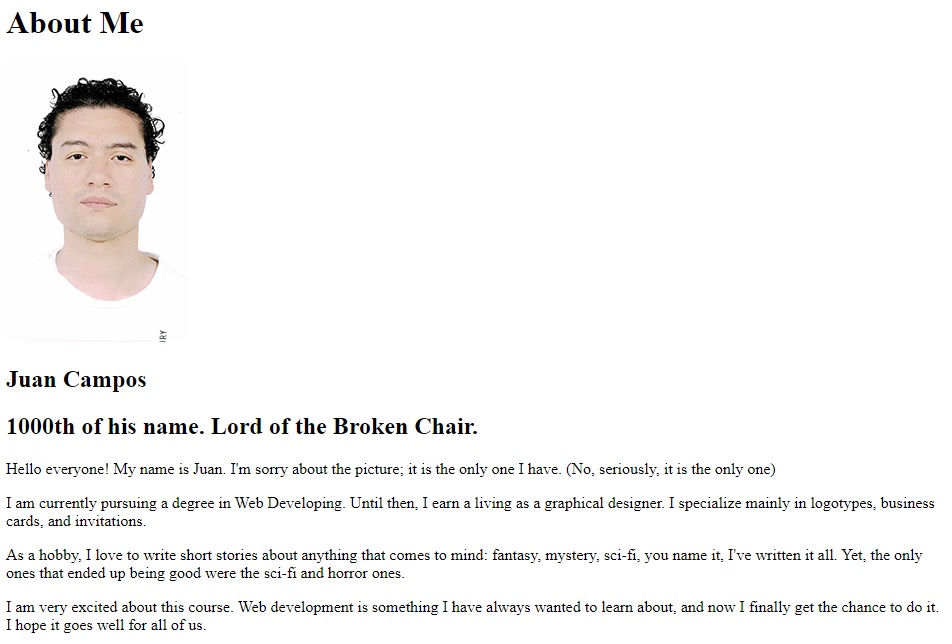 About Me
IRY
Juan Campos
1000th of his name. Lord of the Broken Chair.
Hello everyone! My name is Juan. I'm sorry about the picture; it is the only one I have. (No, seriously, it is the only one)
I am currently pursuing a degree in Web Developing. Until then, I earn a living as a graphical designer. I specialize mainly in logotypes, business
cards, and invitations.
As a hobby, I love to write short stories about anything that comes to mind: fantasy, mystery, sci-fi, you name it, I've written it all. Yet, the only
ones that ended up being good were the sci-fi and horror ones.
I am very excited about this course. Web development is something I have always wanted to learn about, and now I finally get the chance to do it.
I hope it goes well for all of us.